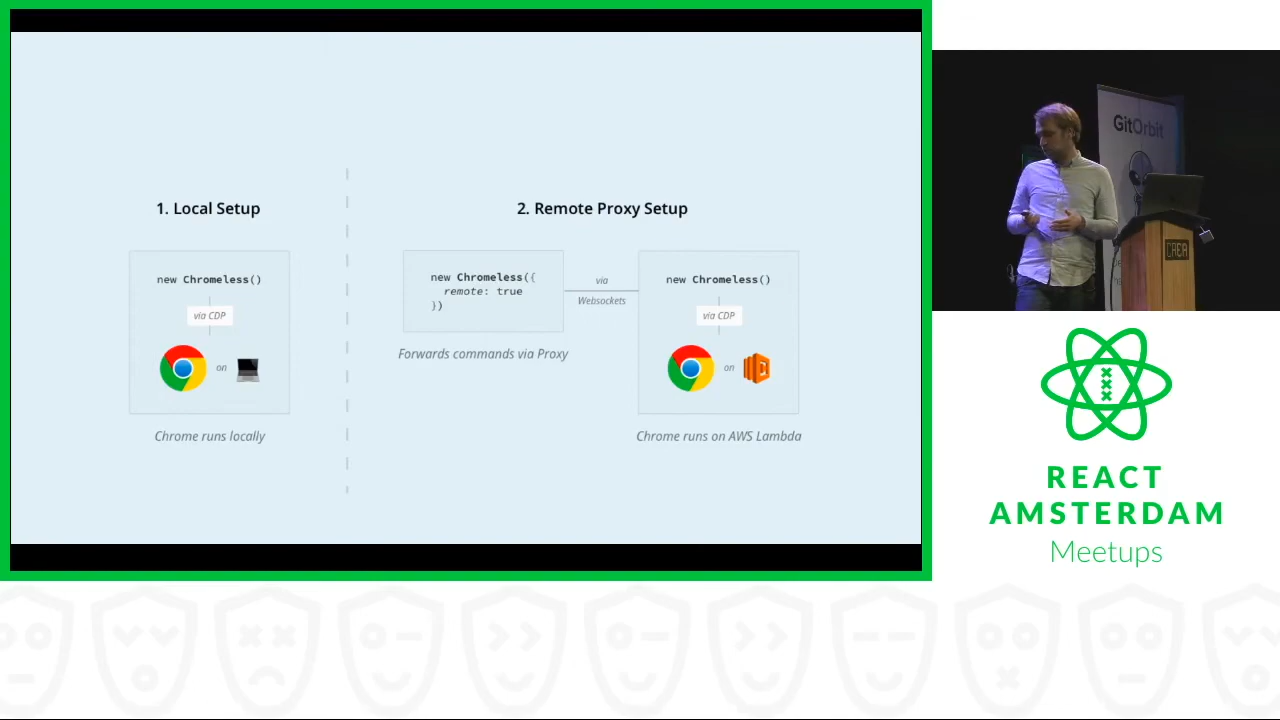 1. Local Setup
new Chromeless()
via CDP
on
Chrome runs locally
2. Remote Proxy Setup
new Chromeless({
remote: true
})
Forwards commands via Proxy
via
Websockets
new Chromeless()
via CDP
on
Chrome runs on AWS Lambda
GitOrbit
CREA
REACT
AMSTERDAM
Meetups